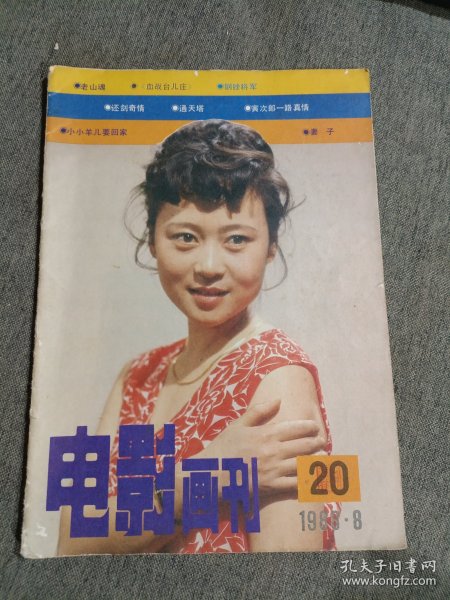 ●老山魂 ●《血战台儿庄》 ●钢锉将军
●还剑奇情 ●通天塔 ●寅次郎一路真情
●小小羊儿要回家 ●妻 子
电影画刊
20
1986·8
孔夫子旧书网
www.kongfz.com